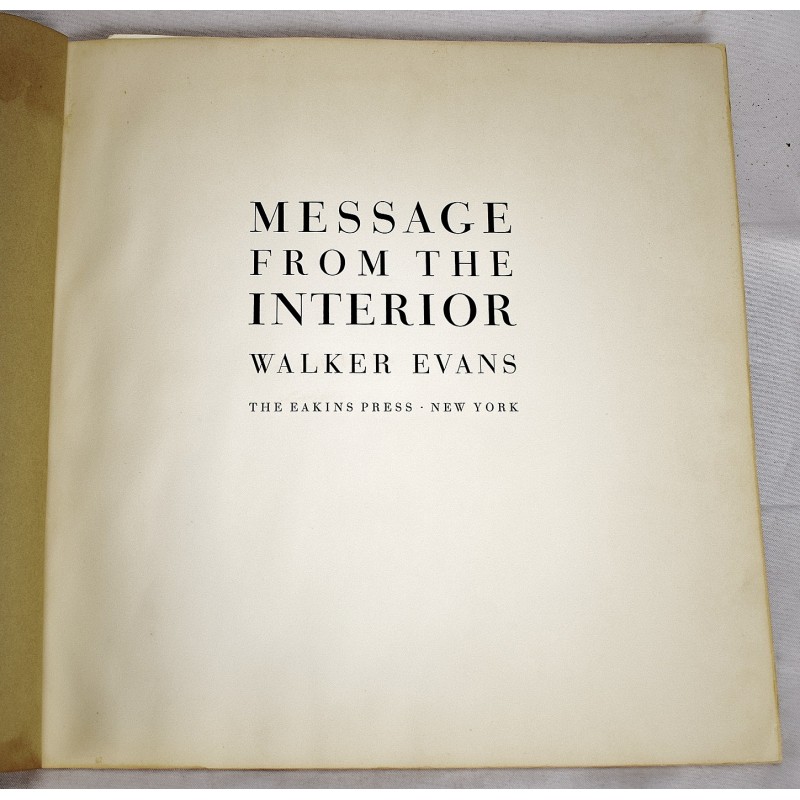 MESSAGE
FROM THE
INTERIOR
WALKER EVANS
THE EAKINS PRESS · NEW YORK